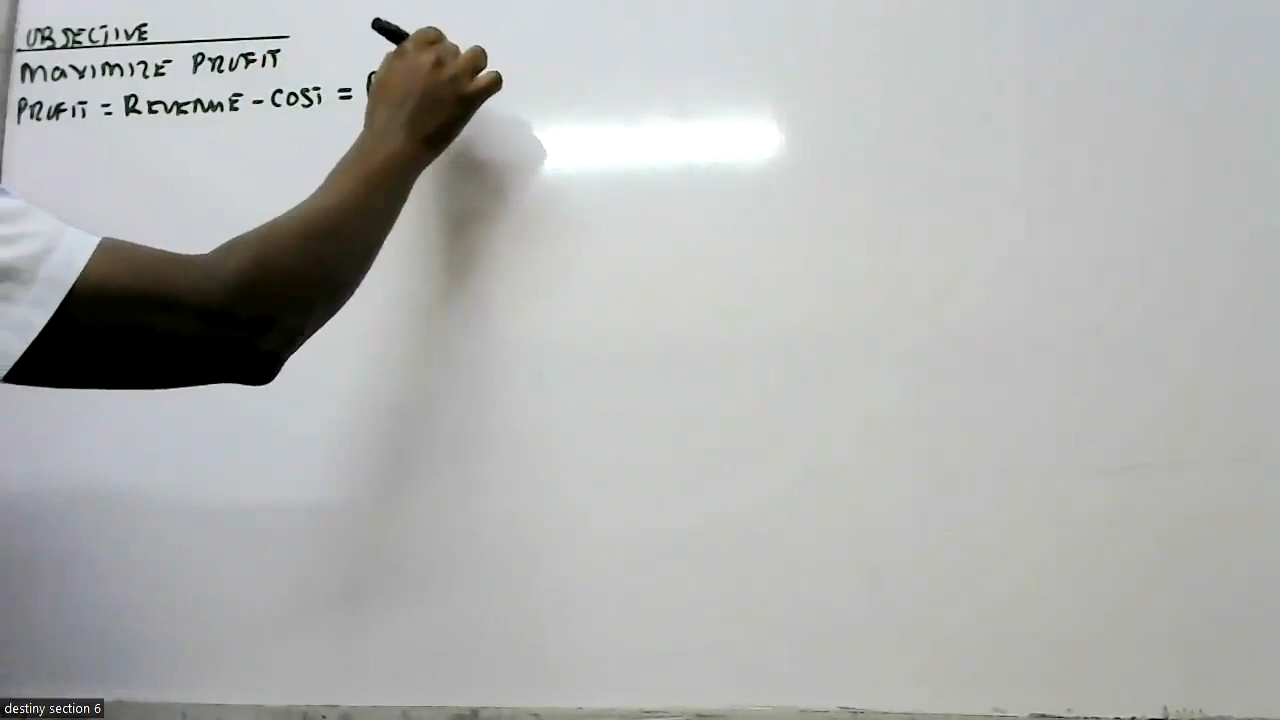 OBJECTIVE
MAXIMIZE PROFIT
PROFIT = REVENUE - COST =
destiny section 6